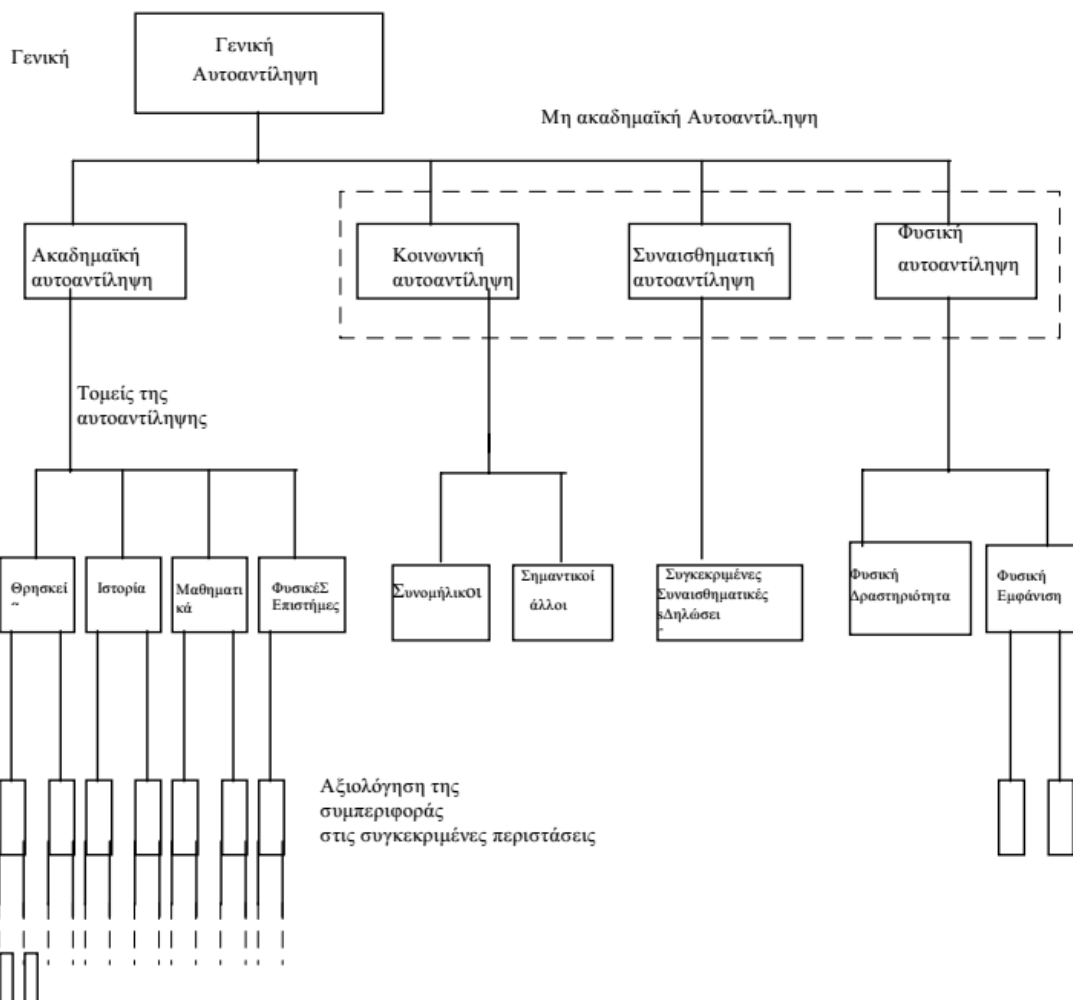 Γενική
Γενική
Αυτοαντίληψη
Μη ακαδημαϊκή Αυτοαντίλ.ηψη
Ακαδημαϊκή
αυτοαντίληψη
Κοινωνική
αυτοαντίληψη
Συναισθηματική
αυτοαντίληψη
Φυσική
αυτοαντίληψη
Τομείς της
αυτοαντίληψης
Θρησκεί
Ιστορία
Μαθηματι
κά
ΦυσικέΣ
Επιστήμες
Συνομήλικοι
Σημαντικοί
άλλοι
Συγκεκριμένες
Συναισθηματικές
sΔηλώσει
Φυσική
Δραστηριότητα
Φυσική
Εμφάνιση
Αξιολόγηση της
συμπεριφοράς
στις συγκεκριμένες περιστάσεις